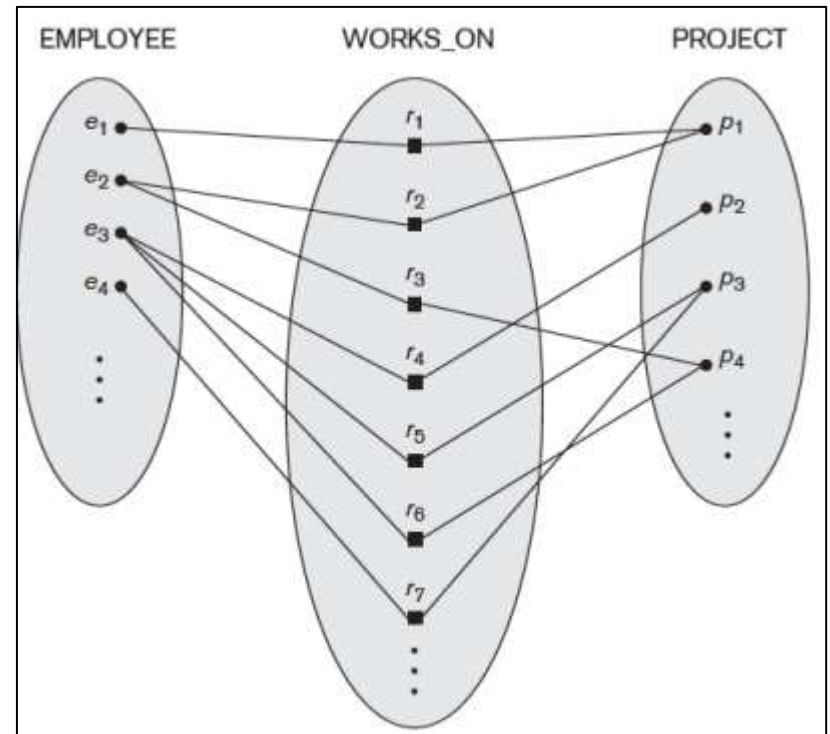 EMPLOYEE WORKS_ON PROJECT
e1 r1 p1
e2 r2 p2
e3 r3 p3
e4 r4 p4
r5
r6
r7